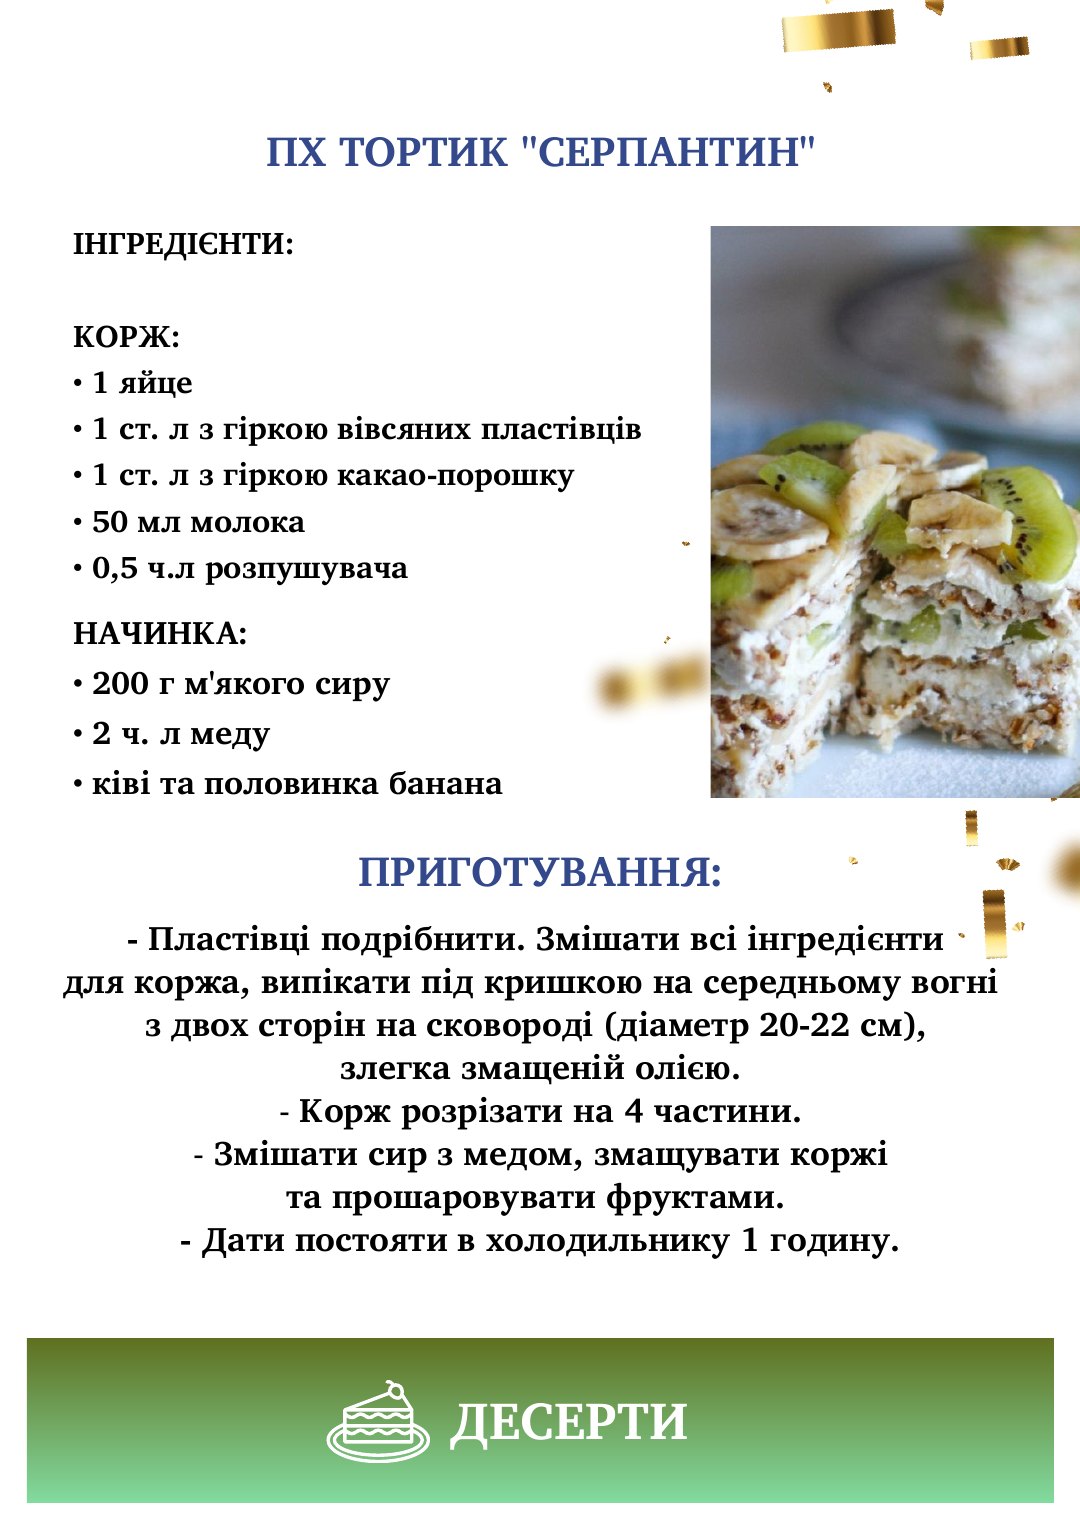 ПХ ТОРТИК "СЕРПАНТИН"
ІНГРЕДІЄНТИ:
КОРЖ:
• 1 яйце
• 1 ст. л з гіркою вівсяних пластівців
• 1 ст. л з гіркою какао-порошку
• 50 мл молока
• 0,5 ч.л розпушувача
НАЧИНКА:
• 200 г м'якого сиру
• 2 ч. л меду
• ківі та половинка банана
ПРИГОТУВАННЯ:
- Пластівці подрібнити. Змішати всі інгредієнти
для коржа, випікати під кришкою на середньому вогні
з двох сторін на сковороді (діаметр 20-22 см),
злегка змащеній олією.
- Корж розрізати на 4 частини.
- Змішати сир з медом, змащувати коржі
та прошаровувати фруктами.
- Дати постояти в холодильнику 1 годину.
ДЕСЕРТИ